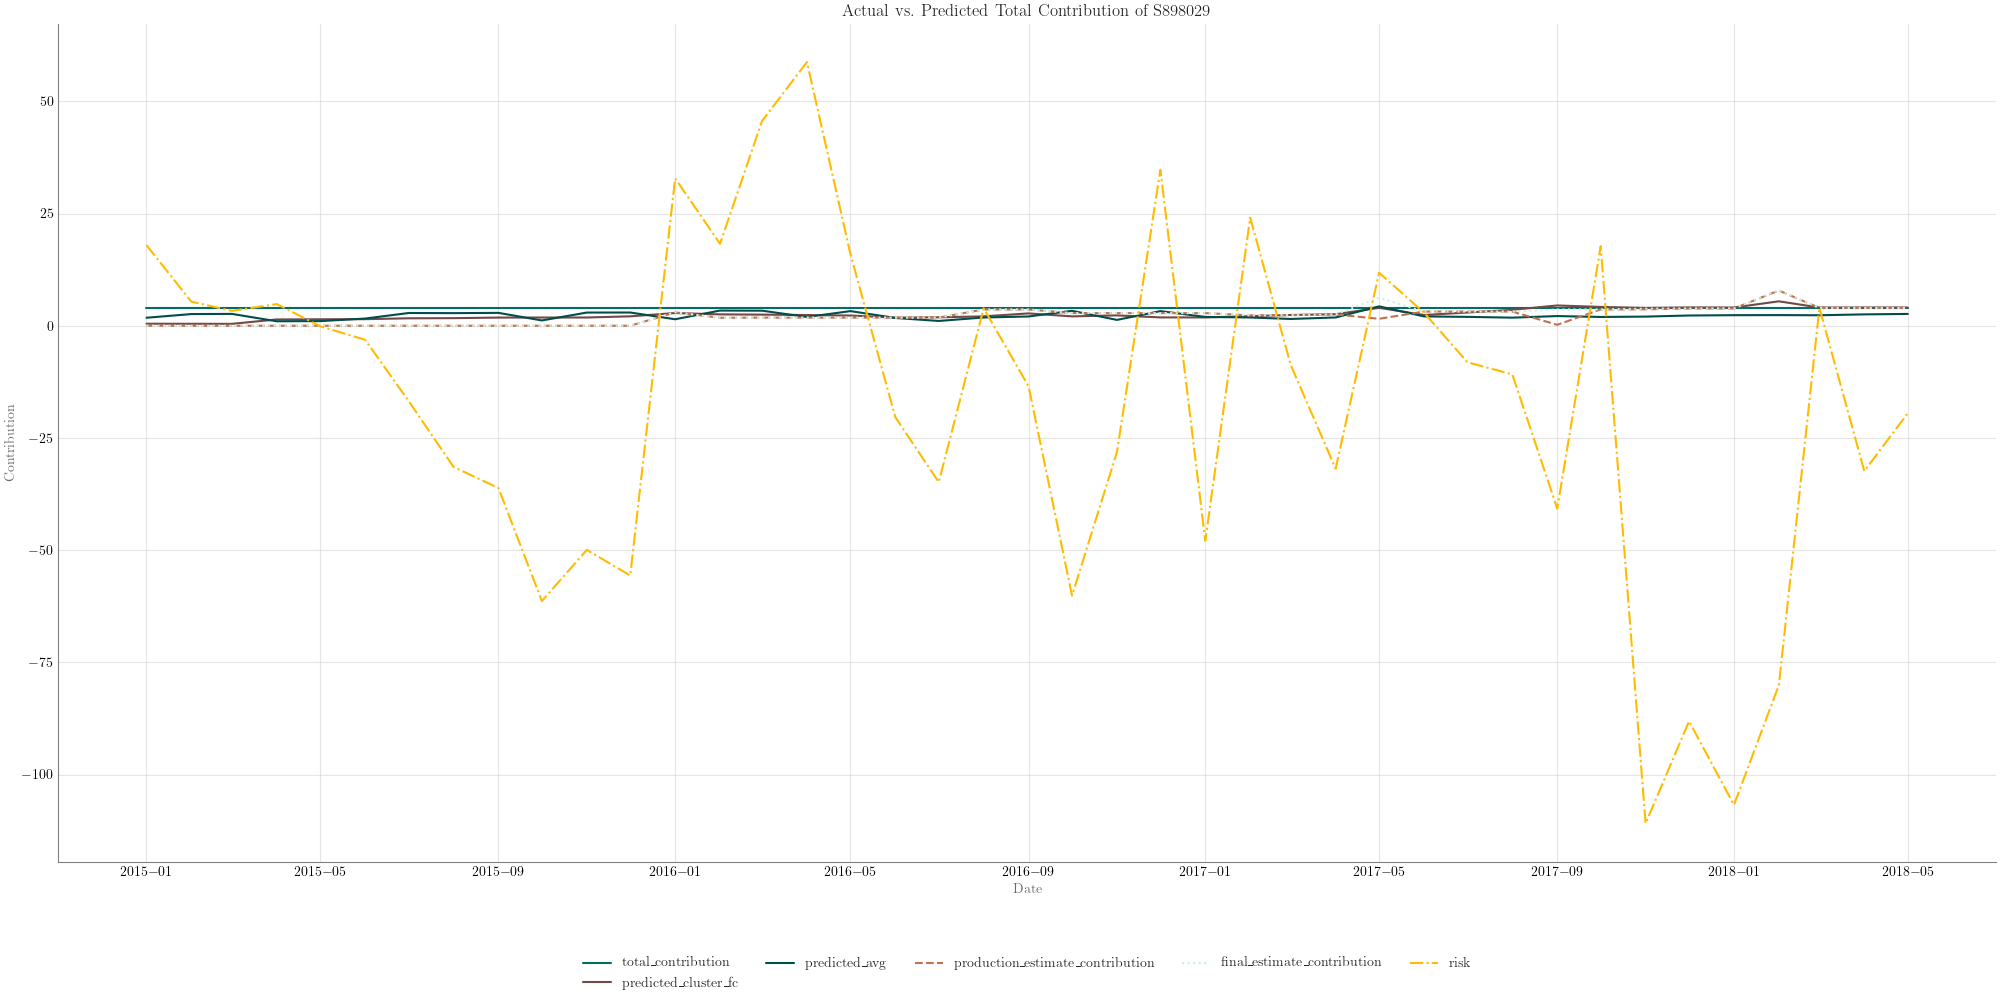 Actual vs. Predicted Total Contribution of S898029
Contribution
50
25
0
−25
−50
−75
−100
2015−01 2015−05 2015−09 2016−01 2016−05 2016−09 2017−01 2017−05 2017−09 2018−01 2018−05
Date
total_contribution predicted_avg production_estimate_contribution final_estimate_contribution risk
predicted_cluster_fc